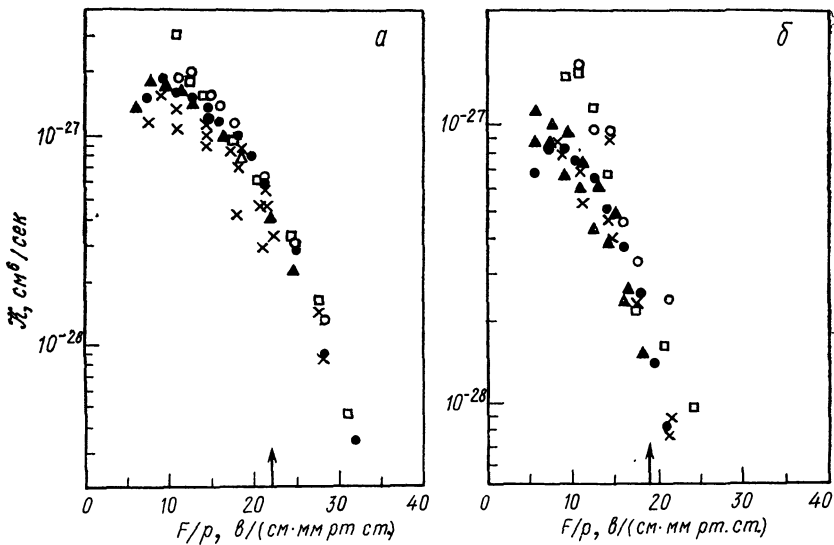 а
б
10⁻²⁷
10⁻²⁸
𝒦, см⁶/сек
0 10 20 30 40
F/p, в/(см·мм рт ст.)
10⁻²⁷
10⁻²⁸
0 10 20 30 40
F/p, в/(см·мм рт. ст.)